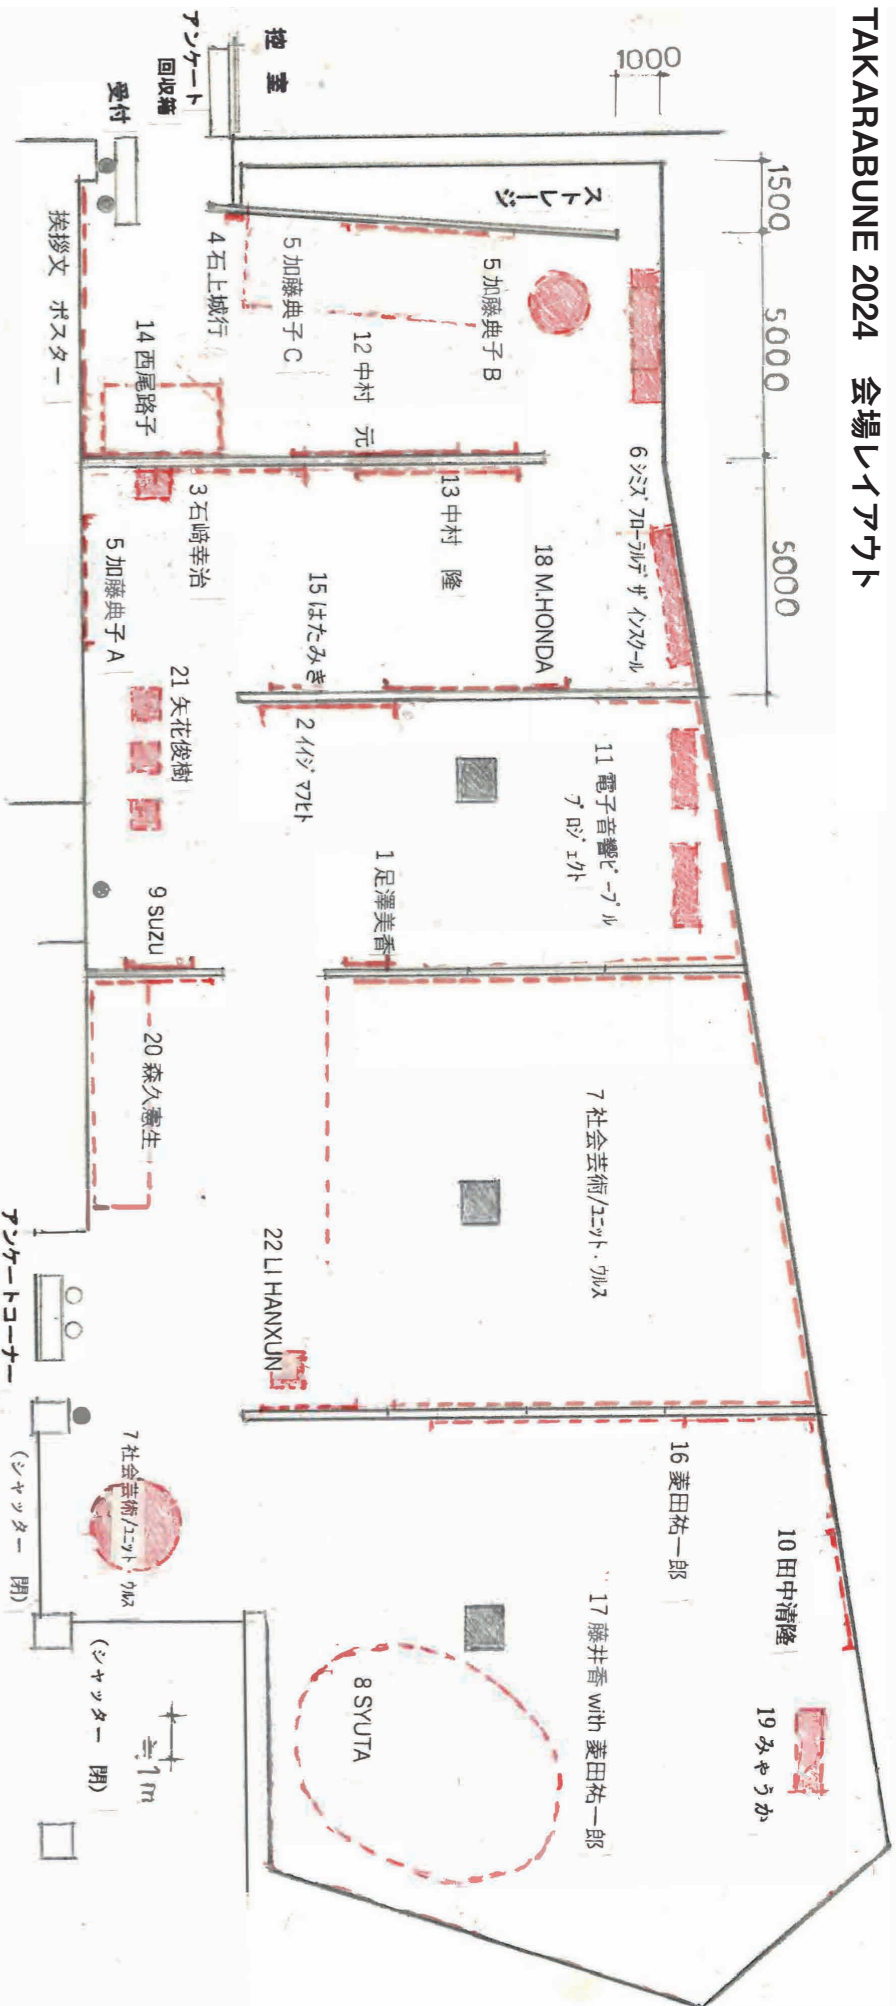 TAKARABUNE 2024　会場レイアウト
1000
1500
5000
5000
控室
アンケート
回収箱
受付
ストレージ
挨拶文　ポスター
4 石上城行
5 加藤典子 C
5 加藤典子 B
14 西尾路子
12 中村　元
6 シミズ フローラルデザインスクール
3 石崎幸治
13 中村　隆
18 M.HONDA
5 加藤典子 A
15 はたみき
21 矢花俊樹
2 イイジマフヒト
11 電子音響ピープル
プロジェクト
1 足澤美香
9 suzu
20 森久憲生
7 社会芸術/ユニット・ウルス
22 LI HANXUN
アンケートコーナー
7 社会芸術/ユニット・ウルス
16 菱田祐一郎
10 田中清隆
17 藤井香 with 菱田祐一郎
19 みゃうか
8 SYUTA
(シャッター　閉)
(シャッター　閉)
≒1m